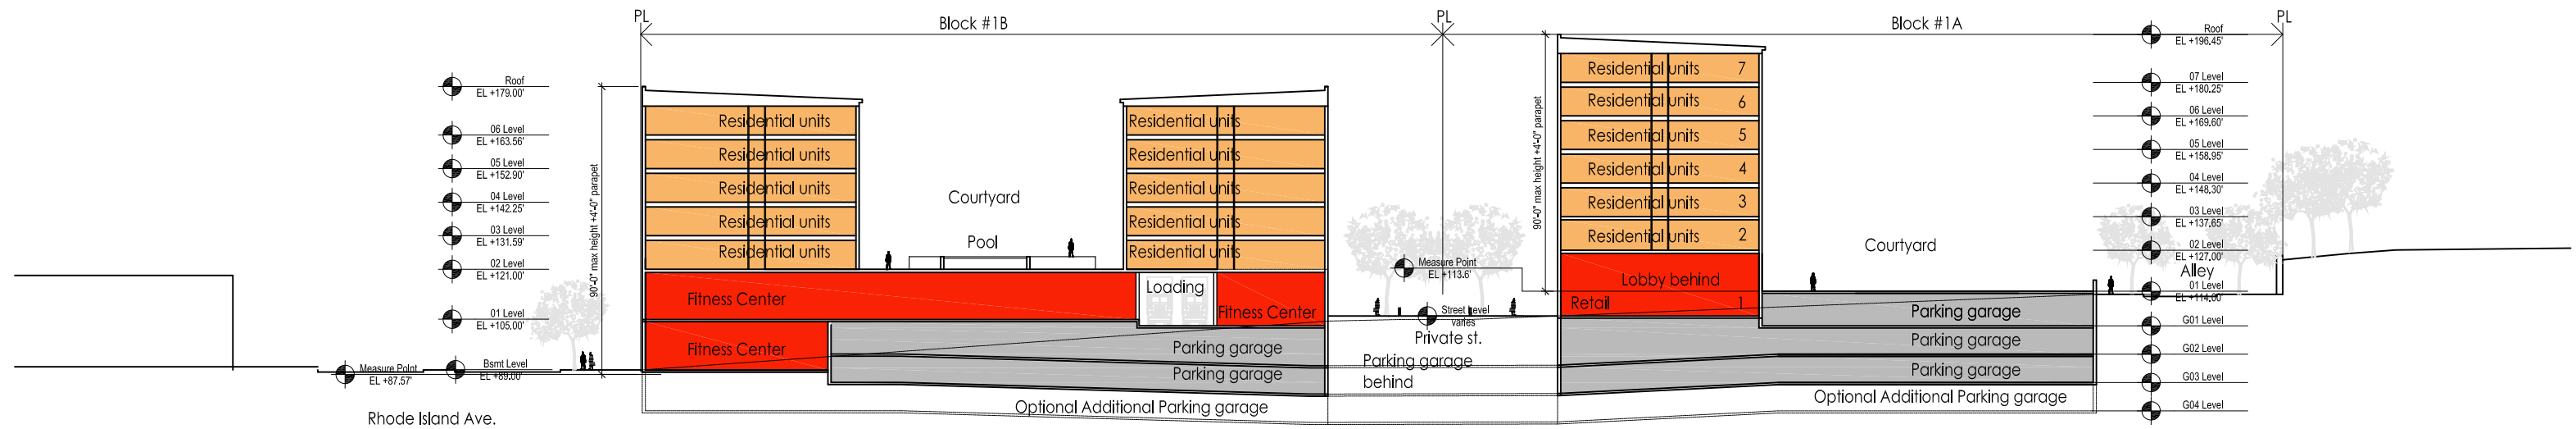 PL
Block #1B
PL
Block #1A
PL
Roof
EL +179.00'
06 Level
EL +163.56'
05 Level
EL +152.90'
04 Level
EL +142.25'
03 Level
EL +131.59'
02 Level
EL +121.00'
01 Level
EL +105.00'
Bsmt Level
EL +89.00'
Measure Point
EL +87.57'
Rhode Island Ave.
90'-0" max height +4'-0" parapet
Residential units
Residential units
Residential units
Residential units
Residential units
Fitness Center
Fitness Center
Courtyard
Pool
Residential units
Residential units
Residential units
Residential units
Residential units
Loading
Fitness Center
Parking garage
Parking garage
Optional Additional Parking garage
Measure Point
EL +113.6'
Street Level
varies
Private st.
Parking garage
behind
90'-0" max height +4'-0" parapet
Residential units 7
Residential units 6
Residential units 5
Residential units 4
Residential units 3
Residential units 2
Lobby behind
Retail 1
Courtyard
Parking garage
Parking garage
Parking garage
Optional Additional Parking garage
Roof
EL +196.45'
07 Level
EL +180.25'
06 Level
EL +169.60'
05 Level
EL +158.95'
04 Level
EL +148.30'
03 Level
EL +137.65'
02 Level
EL +127.00'
Alley
01 Level
EL +114.00'
G01 Level
G02 Level
G03 Level
G04 Level